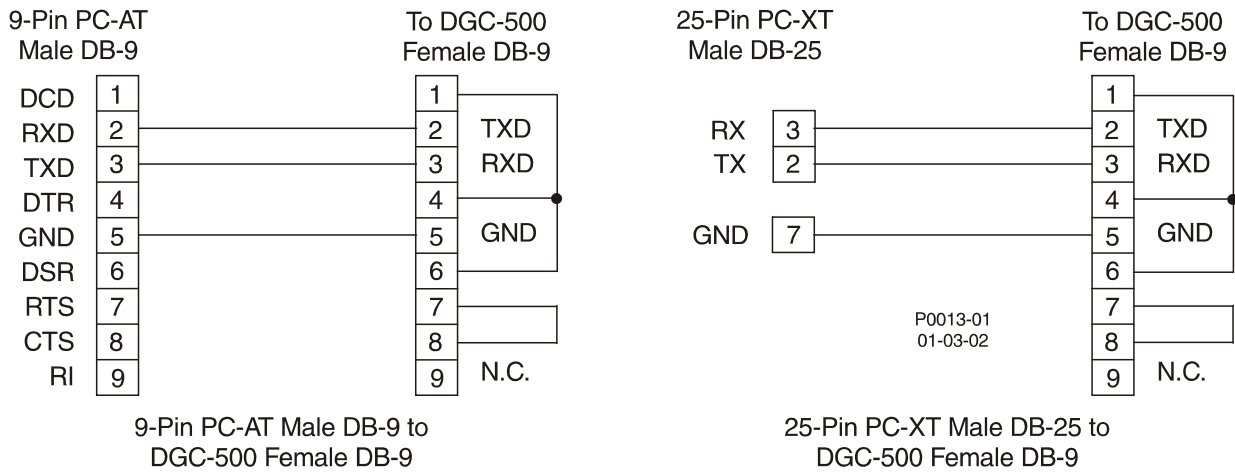 9-Pin PC-AT
Male DB-9
To DGC-500
Female DB-9
DCD 1
RXD 2
TXD 3
DTR 4
GND 5
DSR 6
RTS 7
CTS 8
RI 9
1
2 TXD
3 RXD
4
5 GND
6
7
8
9 N.C.
9-Pin PC-AT Male DB-9 to
DGC-500 Female DB-9
25-Pin PC-XT
Male DB-25
To DGC-500
Female DB-9
RX 3
TX 2
GND 7
1
2 TXD
3 RXD
4
5 GND
6
7
8
9 N.C.
P0013-01
01-03-02
25-Pin PC-XT Male DB-25 to
DGC-500 Female DB-9